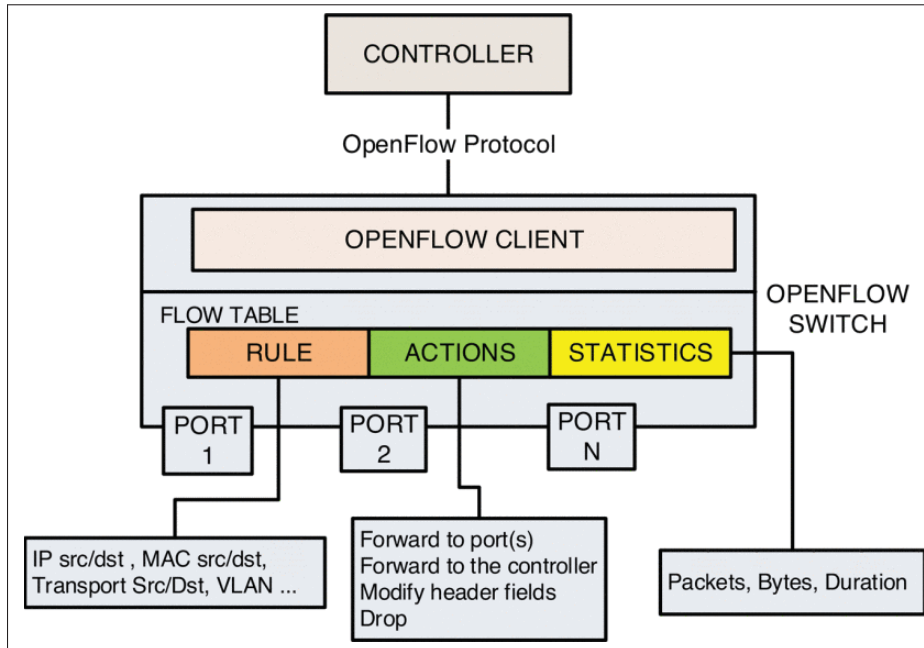 CONTROLLER
OpenFlow Protocol
OPENFLOW CLIENT
OPENFLOW
SWITCH
FLOW TABLE
RULE
ACTIONS
STATISTICS
PORT
1
PORT
2
PORT
N
IP src/dst , MAC src/dst,
Transport Src/Dst, VLAN ...
Forward to port(s)
Forward to the controller
Modify header fields
Drop
Packets, Bytes, Duration